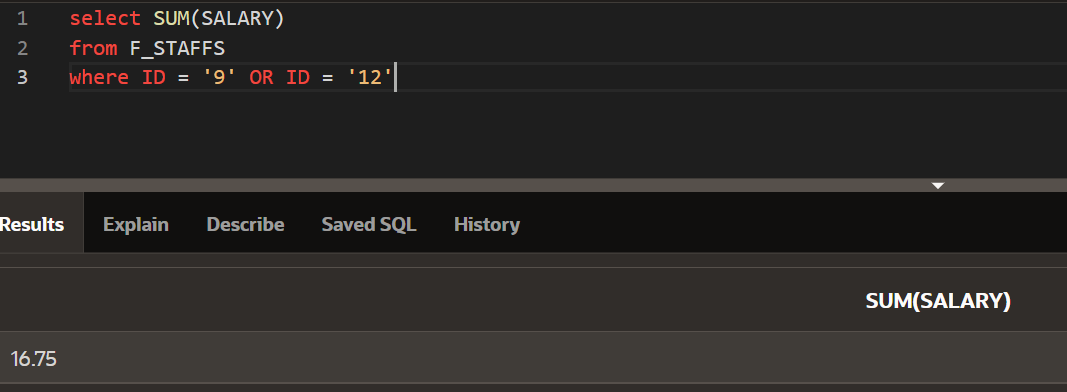 1 select SUM(SALARY)
2 from F_STAFFS
3 where ID = '9' OR ID = '12'
Results Explain Describe Saved SQL History
SUM(SALARY)
16.75